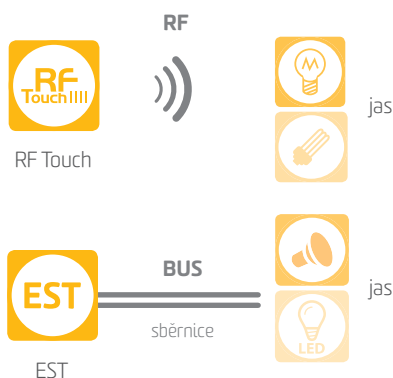 RF
RF
Touch
RF Touch
jas
BUS
EST
sběrnice
LED
jas
EST